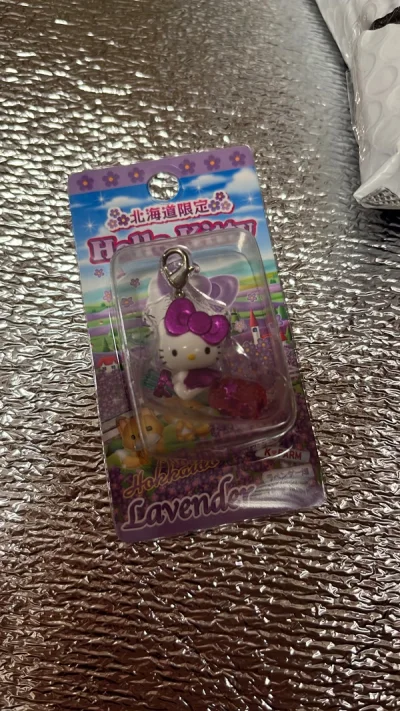 北海道限定
Hello Kitty
Hokkaido
Lavender